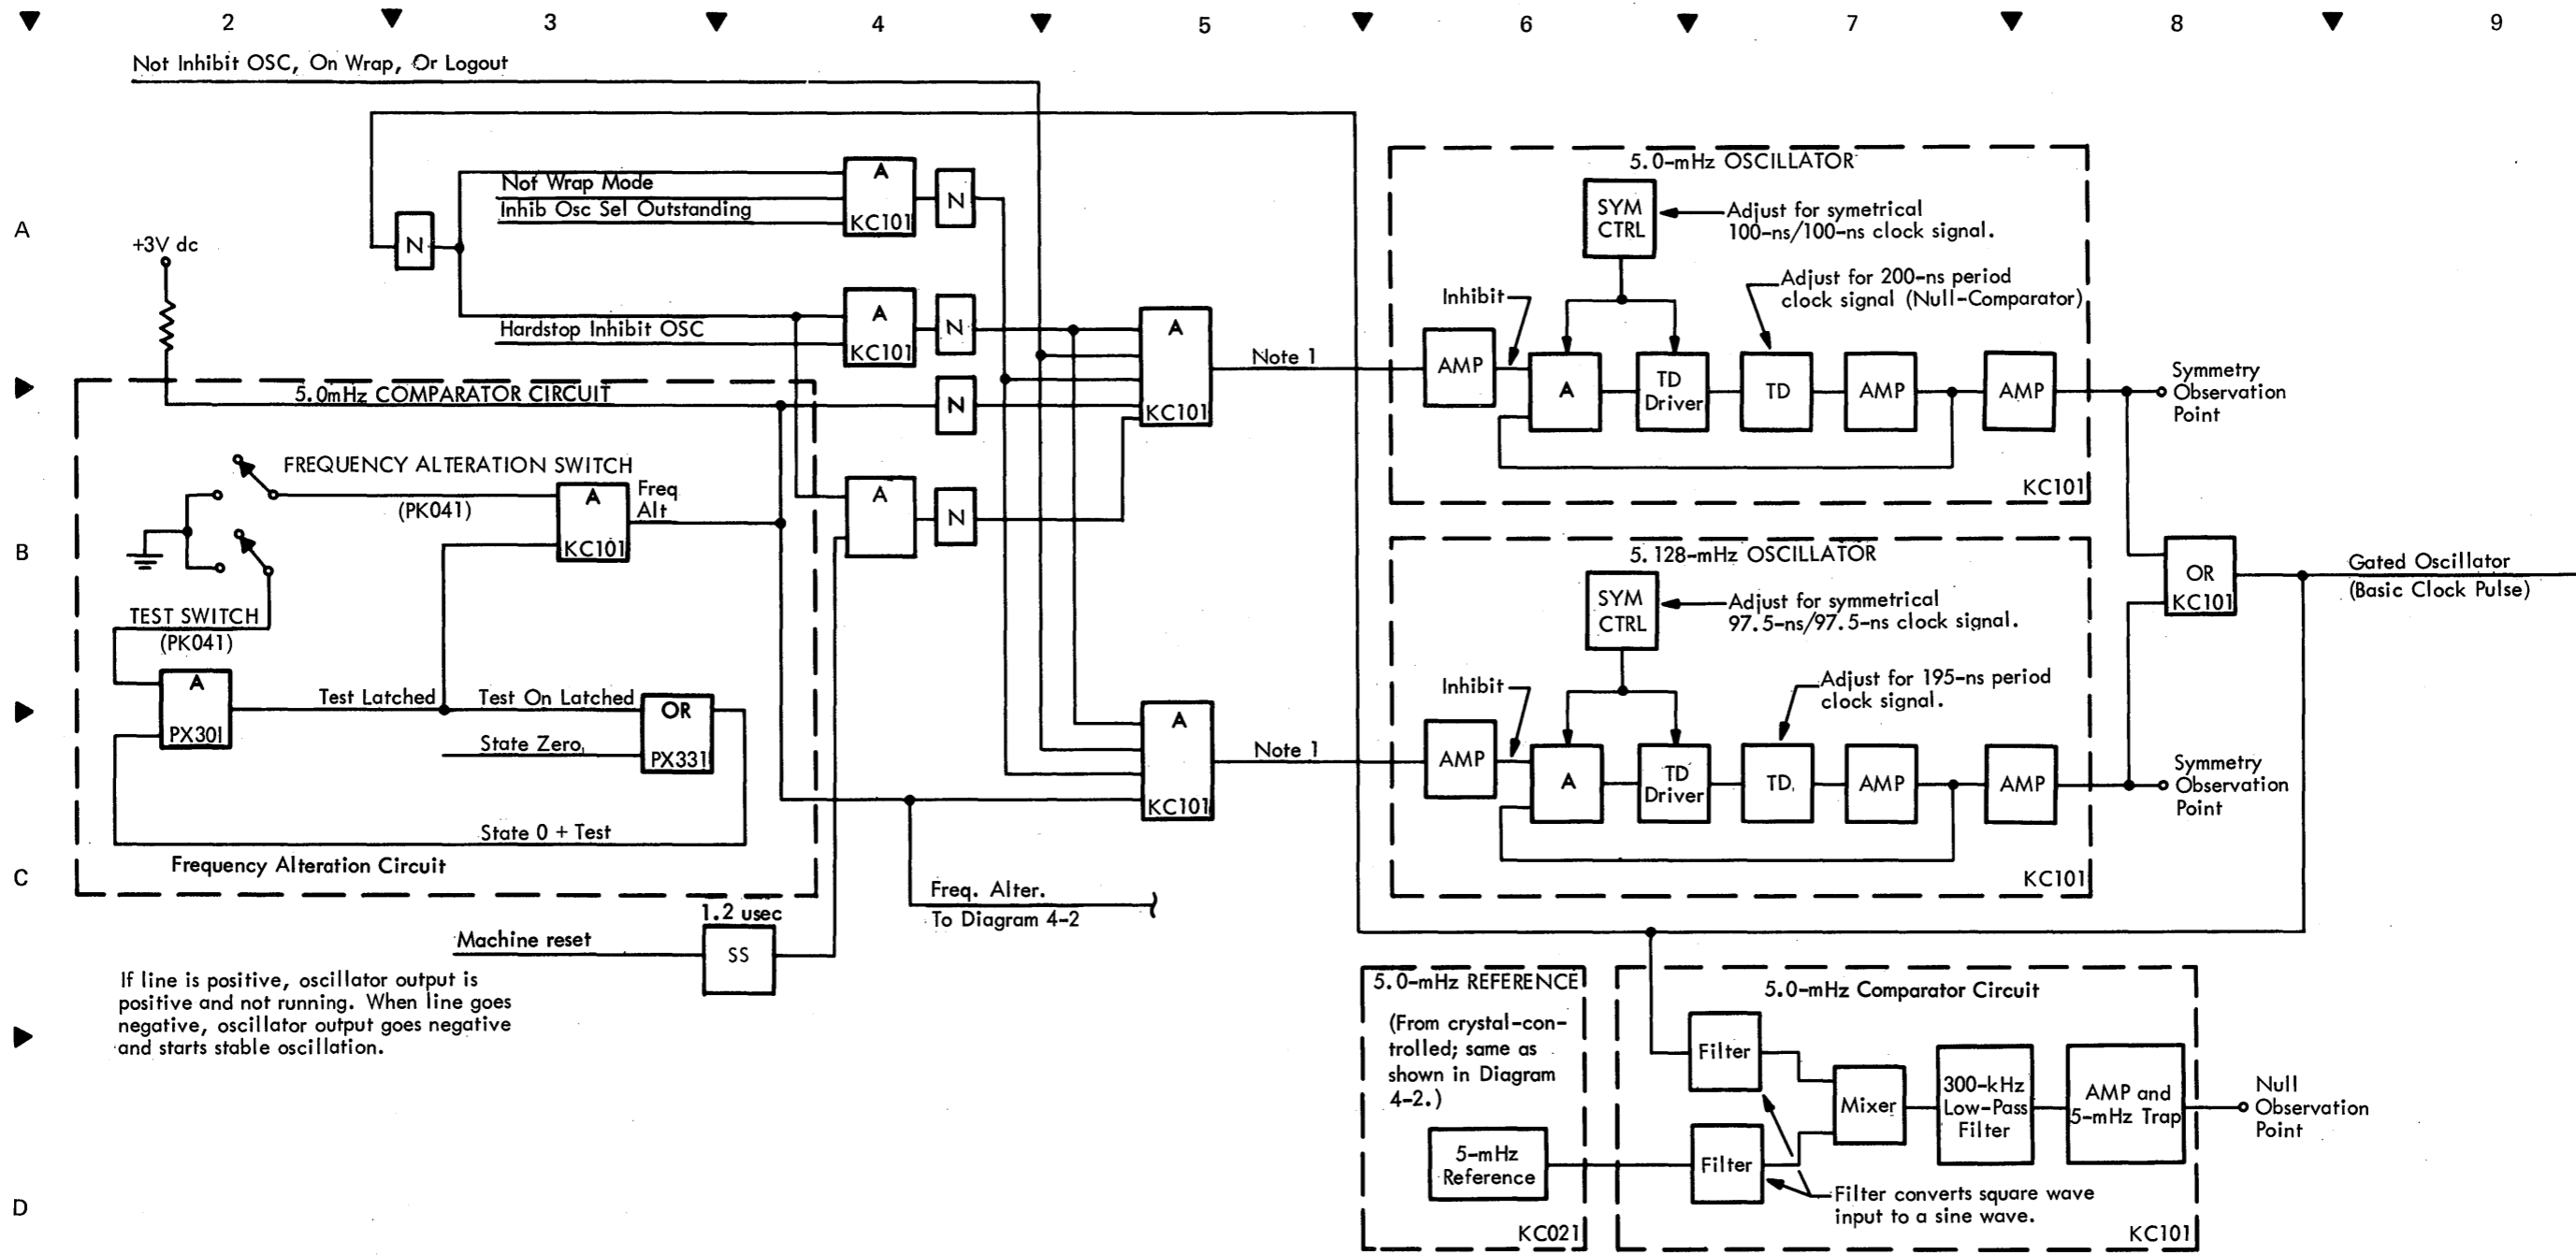 2 3 4 5 6 7 8 9
Not Inhibit OSC, On Wrap, Or Logout
A
+3V dc
N
Not Wrap Mode
Inhib Osc Sel Outstanding
A
KC101
N
Hardstop Inhibit OSC
A
KC101
N
N
A
KC101
Note 1
5.0mHz COMPARATOR CIRCUIT
FREQUENCY ALTERATION SWITCH
(PK041)
A
KC101
Freq
Alt
A
N
B
TEST SWITCH
(PK041)
A
PX301
Test Latched
Test On Latched
State Zero
OR
PX331
State 0 + Test
Frequency Alteration Circuit
C
A
KC101
Note 1
Freq. Alter.
To Diagram 4-2
1.2 usec
Machine reset
SS
If line is positive, oscillator output is
positive and not running. When line goes
negative, oscillator output goes negative
and starts stable oscillation.
D
5.0-mHz OSCILLATOR
SYM
CTRL
Adjust for symetrical
100-ns/100-ns clock signal.
Adjust for 200-ns period
clock signal (Null-Comparator)
Inhibit
AMP
A
TD
Driver
TD
AMP
AMP
KC101
Symmetry
Observation
Point
5.128-mHz OSCILLATOR
SYM
CTRL
Adjust for symmetrical
97.5-ns/97.5-ns clock signal.
Adjust for 195-ns period
clock signal.
Inhibit
AMP
A
TD
Driver
TD
AMP
AMP
KC101
OR
KC101
Gated Oscillator
(Basic Clock Pulse)
Symmetry
Observation
Point
5.0-mHz REFERENCE
(From crystal-con-
trolled; same as
shown in Diagram
4-2.)
5-mHz
Reference
KC021
5.0-mHz Comparator Circuit
Filter
Filter
Mixer
300-kHz
Low-Pass
Filter
AMP and
5-mHz Trap
Null
Observation
Point
Filter converts square wave
input to a sine wave.
KC101